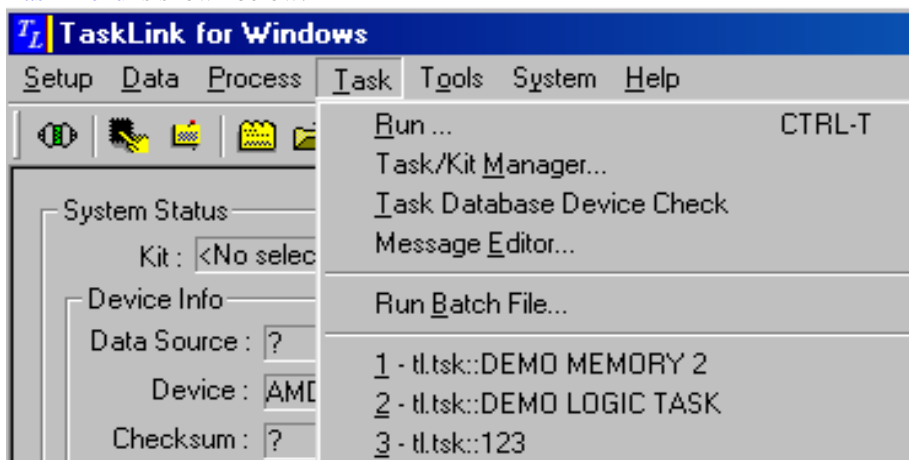 TL TaskLink for Windows
Setup Data Process Task Tools System Help
Run ... CTRL-T
Task/Kit Manager...
Task Database Device Check
Message Editor...
Run Batch File...
1 - tl.tsk::DEMO MEMORY 2
2 - tl.tsk::DEMO LOGIC TASK
3 - tl.tsk::123
System Status
Kit : <No selec
Device Info
Data Source : ?
Device : AMD
Checksum : ?